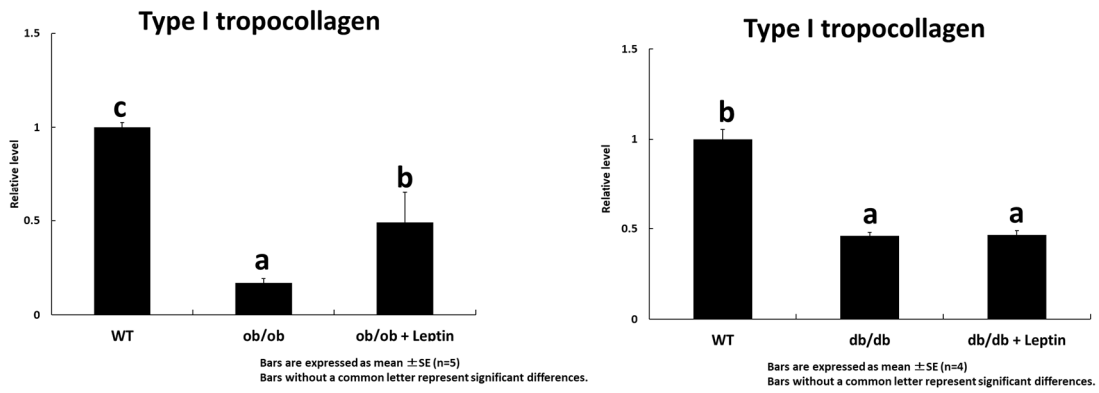 Type I tropocollagen
1.5
1
0.5
0
Relative level
c
a
b
WT
ob/ob
ob/ob + Leptin
Bars are expressed as mean ±SE (n=5)
Bars without a common letter represent significant differences.
Type I tropocollagen
1.5
1
0.5
0
Relative level
b
a
a
WT
db/db
db/db + Leptin
Bars are expressed as mean ±SE (n=4)
Bars without a common letter represent significant differences.